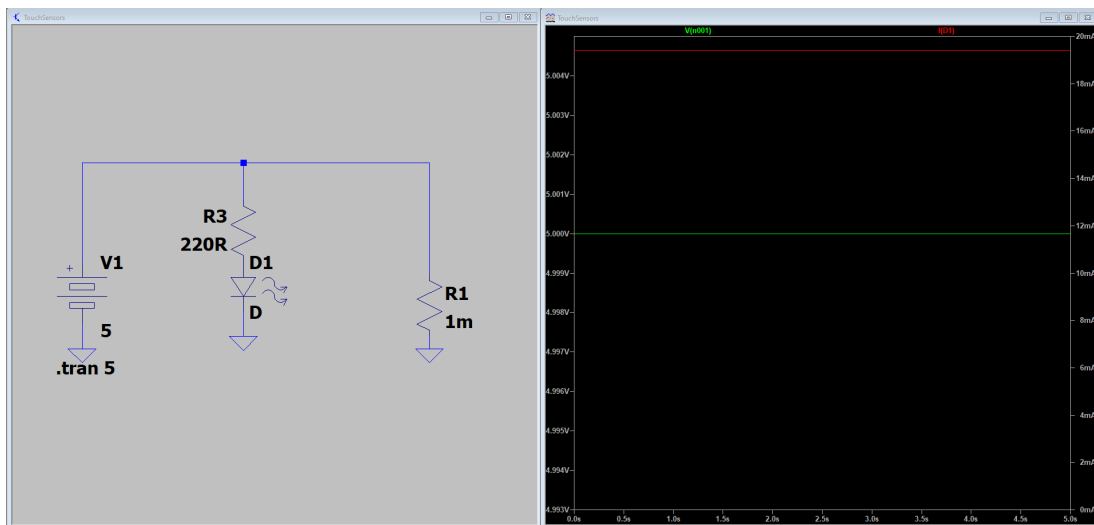 TouchSensors
R3
220R
V1
D1
+
D
R1
1m
5
.tran 5
TouchSensors
V(n001)
I(D1)
5.004V
5.003V
5.002V
5.001V
5.000V
4.999V
4.998V
4.997V
4.996V
4.995V
4.994V
4.993V
20mA
18mA
16mA
14mA
12mA
10mA
8mA
6mA
4mA
2mA
0mA
0.0s 0.5s 1.0s 1.5s 2.0s 2.5s 3.0s 3.5s 4.0s 4.5s 5.0s